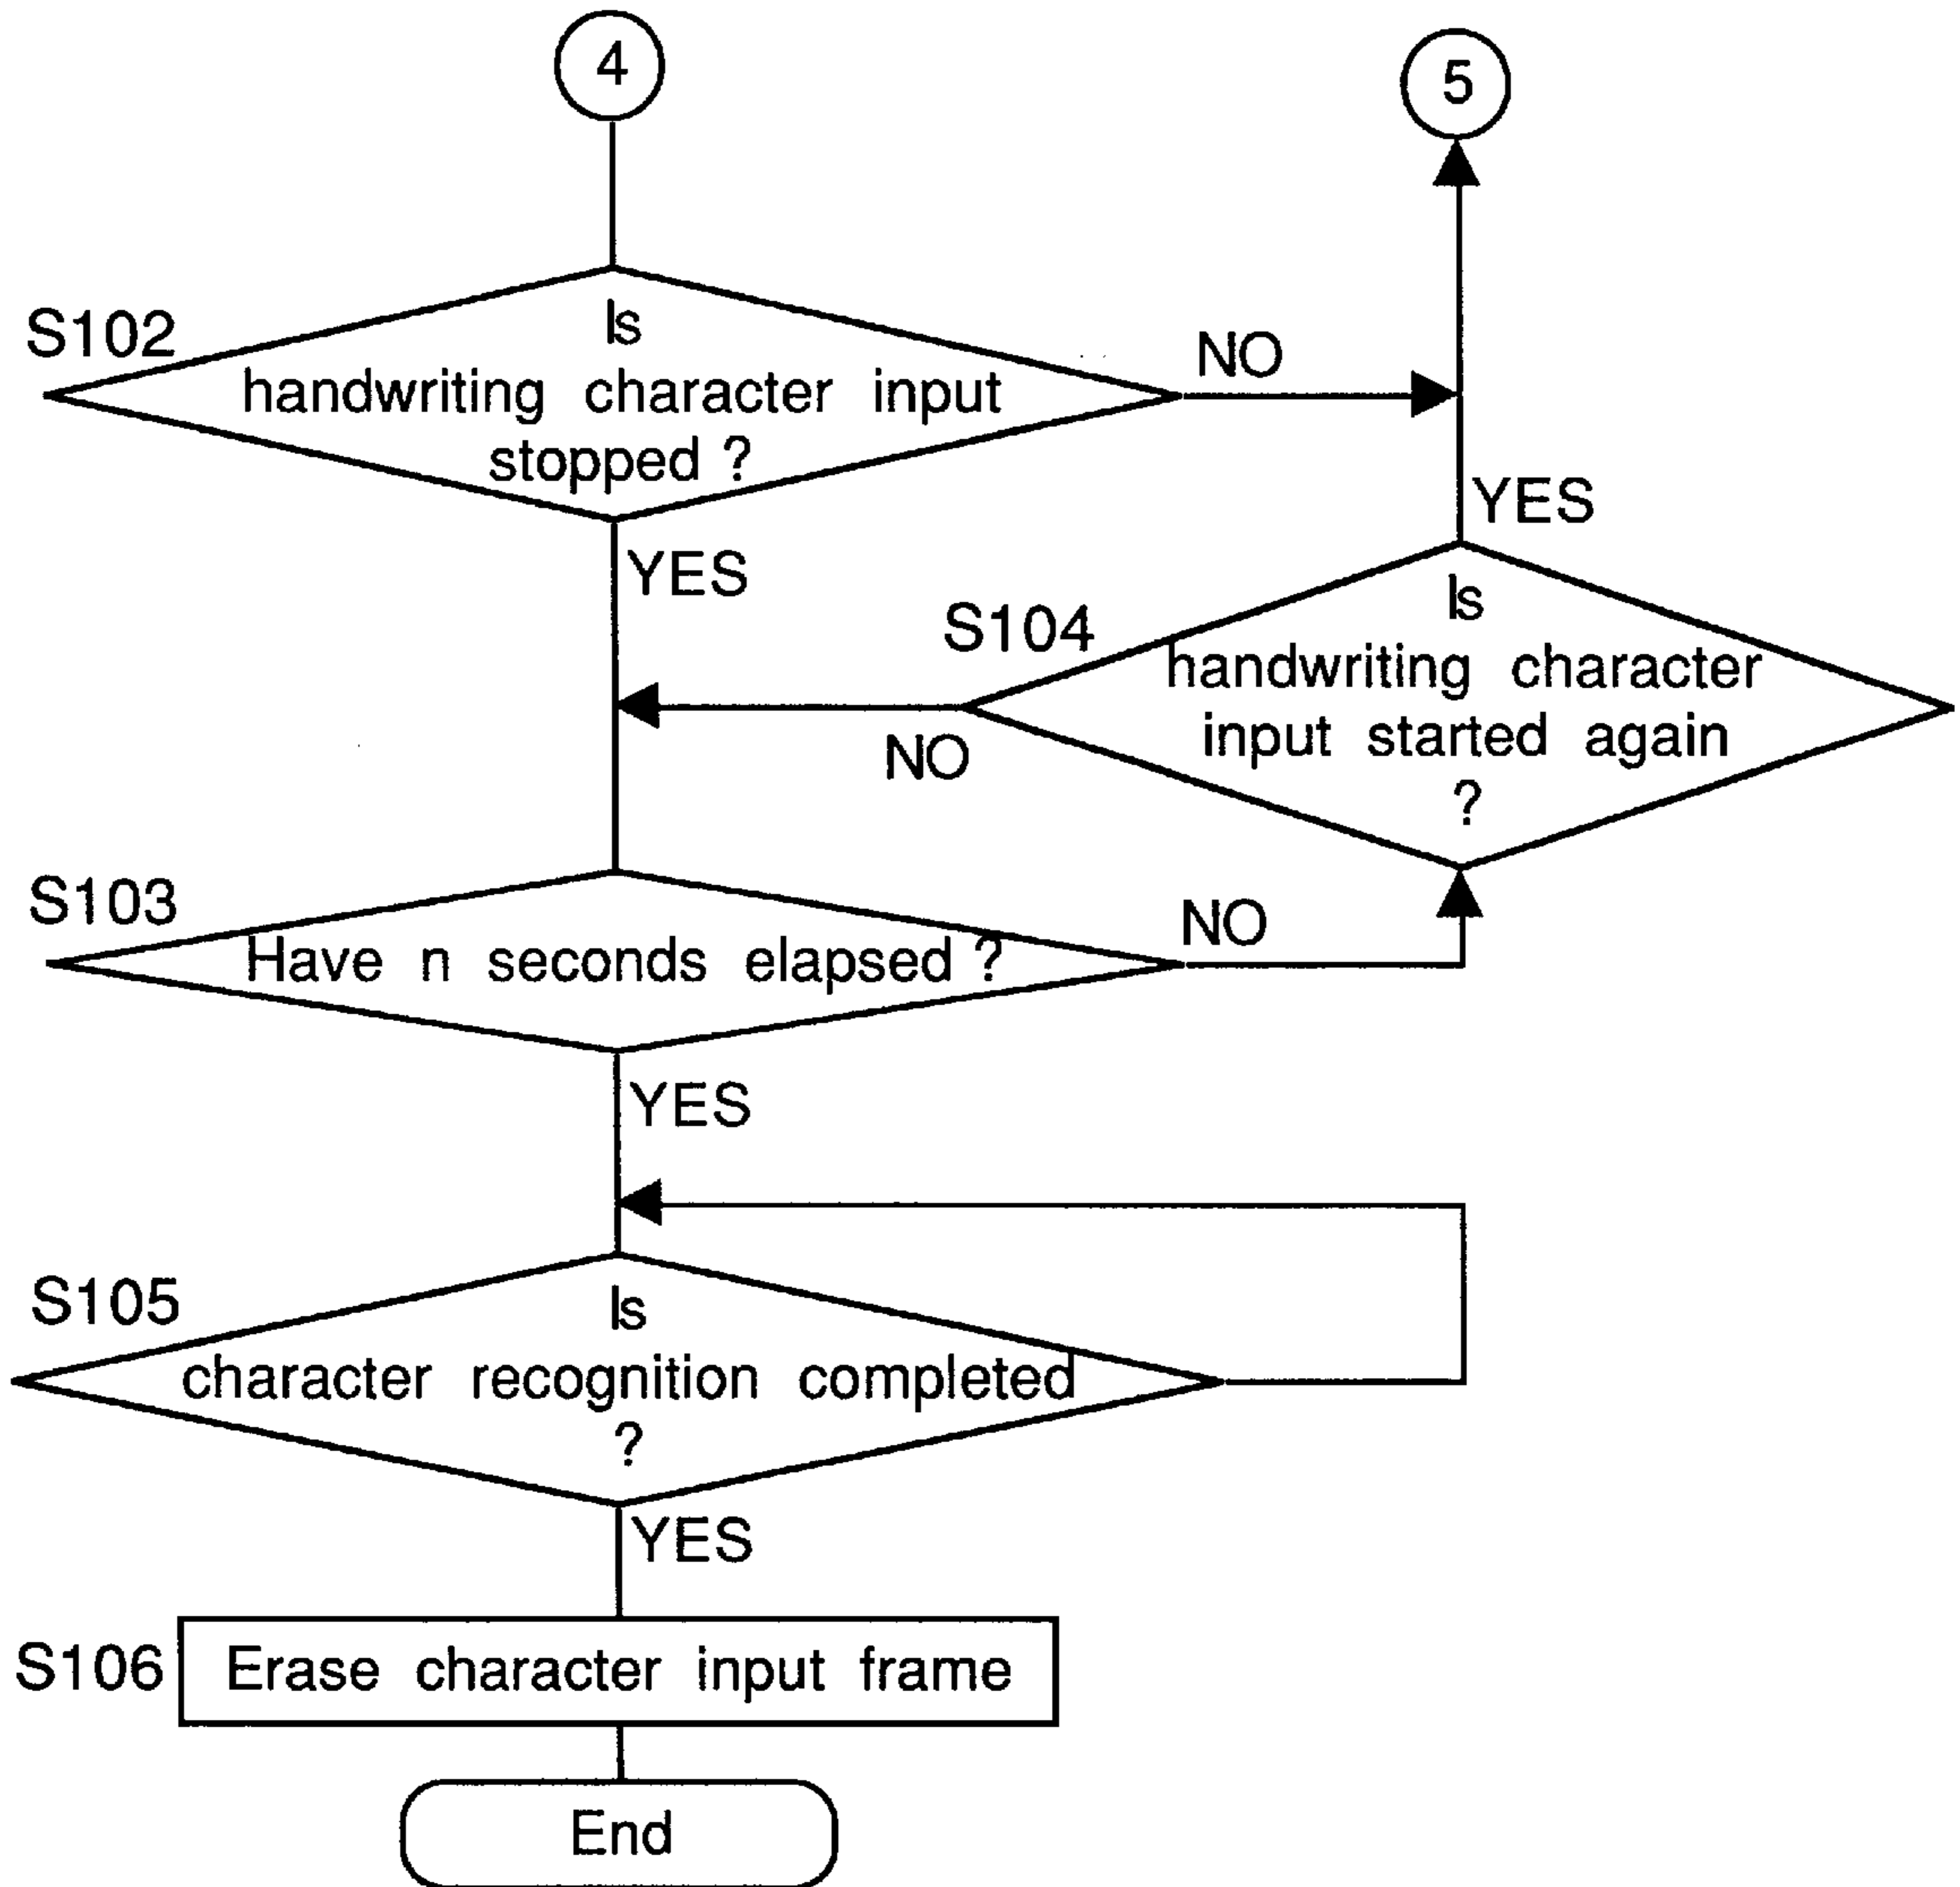 4
5
S102
Is
handwriting character input
stopped ?
NO
YES
YES
S104
Is
handwriting character
input started again
?
NO
S103
Have n seconds elapsed ?
NO
YES
S105
Is
character recognition completed
?
YES
S106
Erase character input frame
End